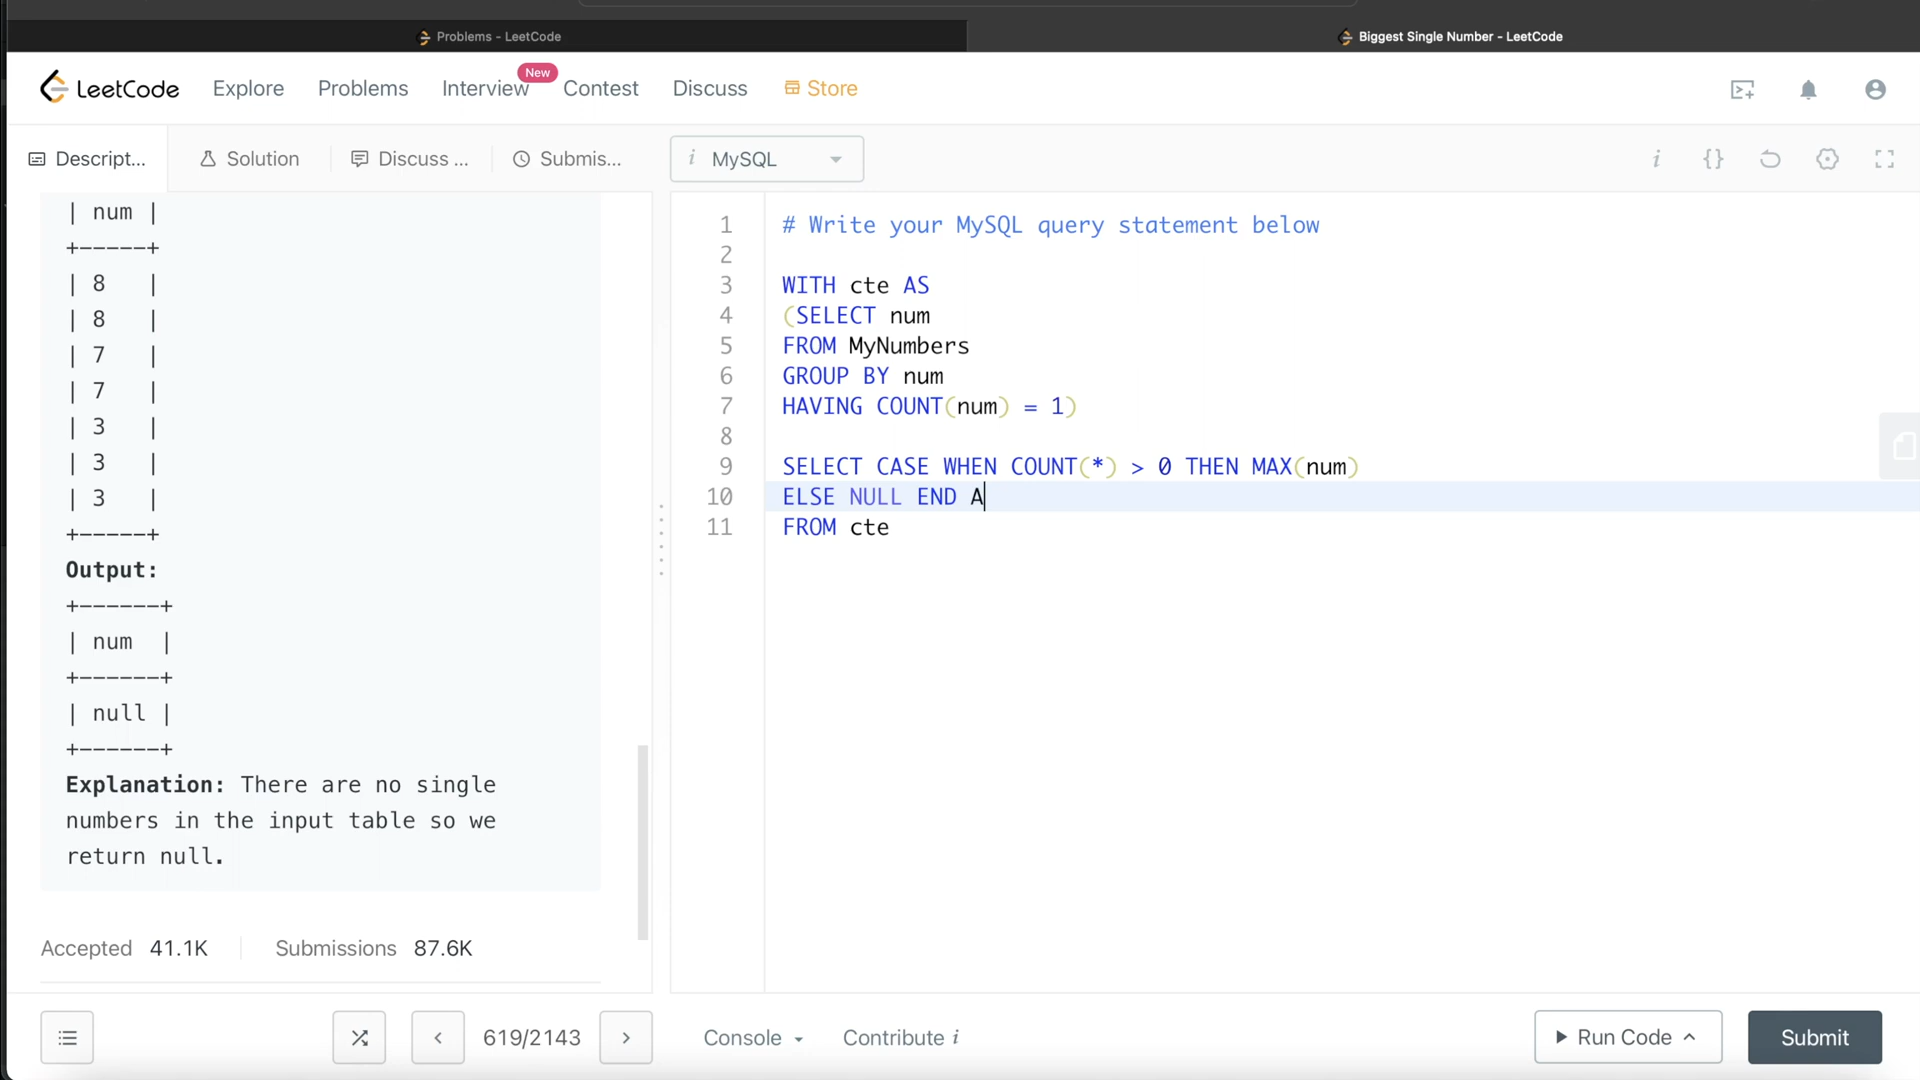 Problems - LeetCode
Biggest Single Number - LeetCode
LeetCode
Explore
Problems
Interview
New
Contest
Discuss
Store
Descript...
Solution
Discuss ...
Submis...
i MySQL
i
{}
| num |
+-----+
| 8   |
| 8   |
| 7   |
| 7   |
| 3   |
| 3   |
| 3   |
+-----+
Output:
+------+
| num  |
+------+
| null |
+------+
Explanation: There are no single
numbers in the input table so we
return null.
Accepted 41.1K
Submissions 87.6K
1 # Write your MySQL query statement below
2
3 WITH cte AS
4 (SELECT num
5 FROM MyNumbers
6 GROUP BY num
7 HAVING COUNT(num) = 1)
8
9 SELECT CASE WHEN COUNT(*) > 0 THEN MAX(num)
10 ELSE NULL END A
11 FROM cte
619/2143
Console
Contribute i
Run Code
Submit